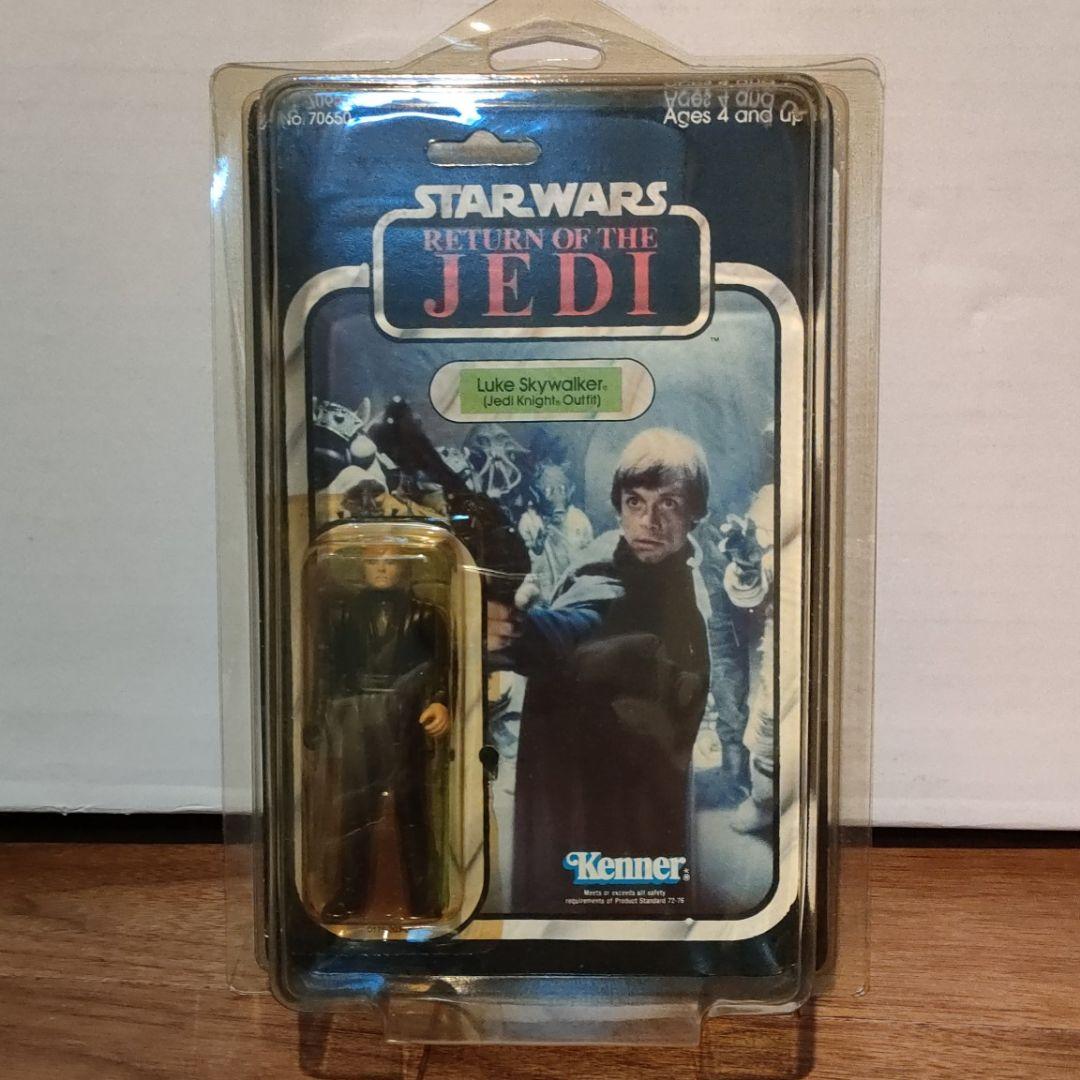 No. 70650
Ages 4 and up
STAR WARS
RETURN OF THE
JEDI
™
Luke Skywalker®
(Jedi Knight® Outfit)
Kenner®
Meets or exceeds all safety
requirements of Product Standard 72-76